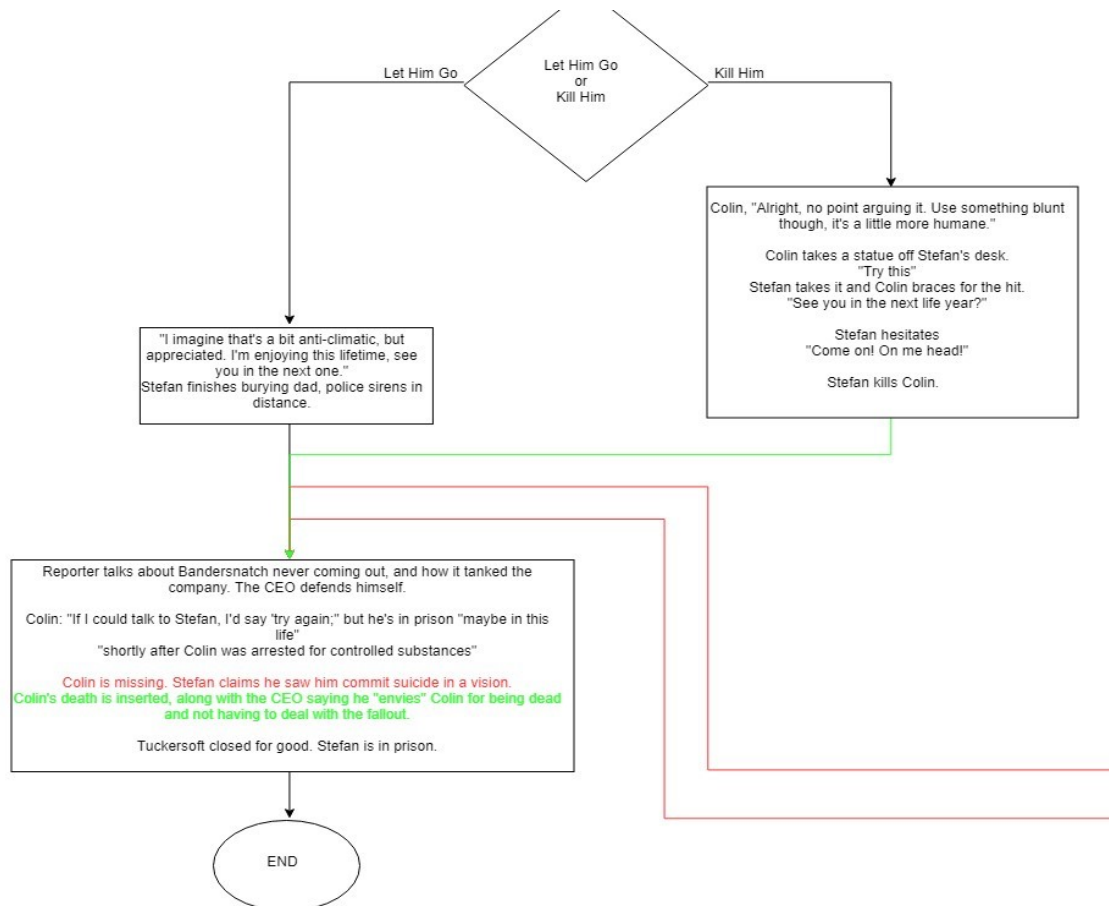 Let Him Go
Let Him Go
or
Kill Him
Kill Him
Colin, "Alright, no point arguing it. Use something blunt
though, it's a little more humane."
Colin takes a statue off Stefan's desk.
"Try this"
Stefan takes it and Colin braces for the hit.
"See you in the next life year?"
Stefan hesitates
"Come on! On me head!"
Stefan kills Colin.
"I imagine that's a bit anti-climatic, but
appreciated. I'm enjoying this lifetime, see
you in the next one."
Stefan finishes burying dad, police sirens in
distance.
Reporter talks about Bandersnatch never coming out, and how it tanked the
company. The CEO defends himself.
Colin: "If I could talk to Stefan, I'd say 'try again;" but he's in prison "maybe in this
life"
"shortly after Colin was arrested for controlled substances"
Colin is missing. Stefan claims he saw him commit suicide in a vision.
Colin's death is inserted, along with the CEO saying he "envies" Colin for being dead
and not having to deal with the fallout.
Tuckersoft closed for good. Stefan is in prison.
END